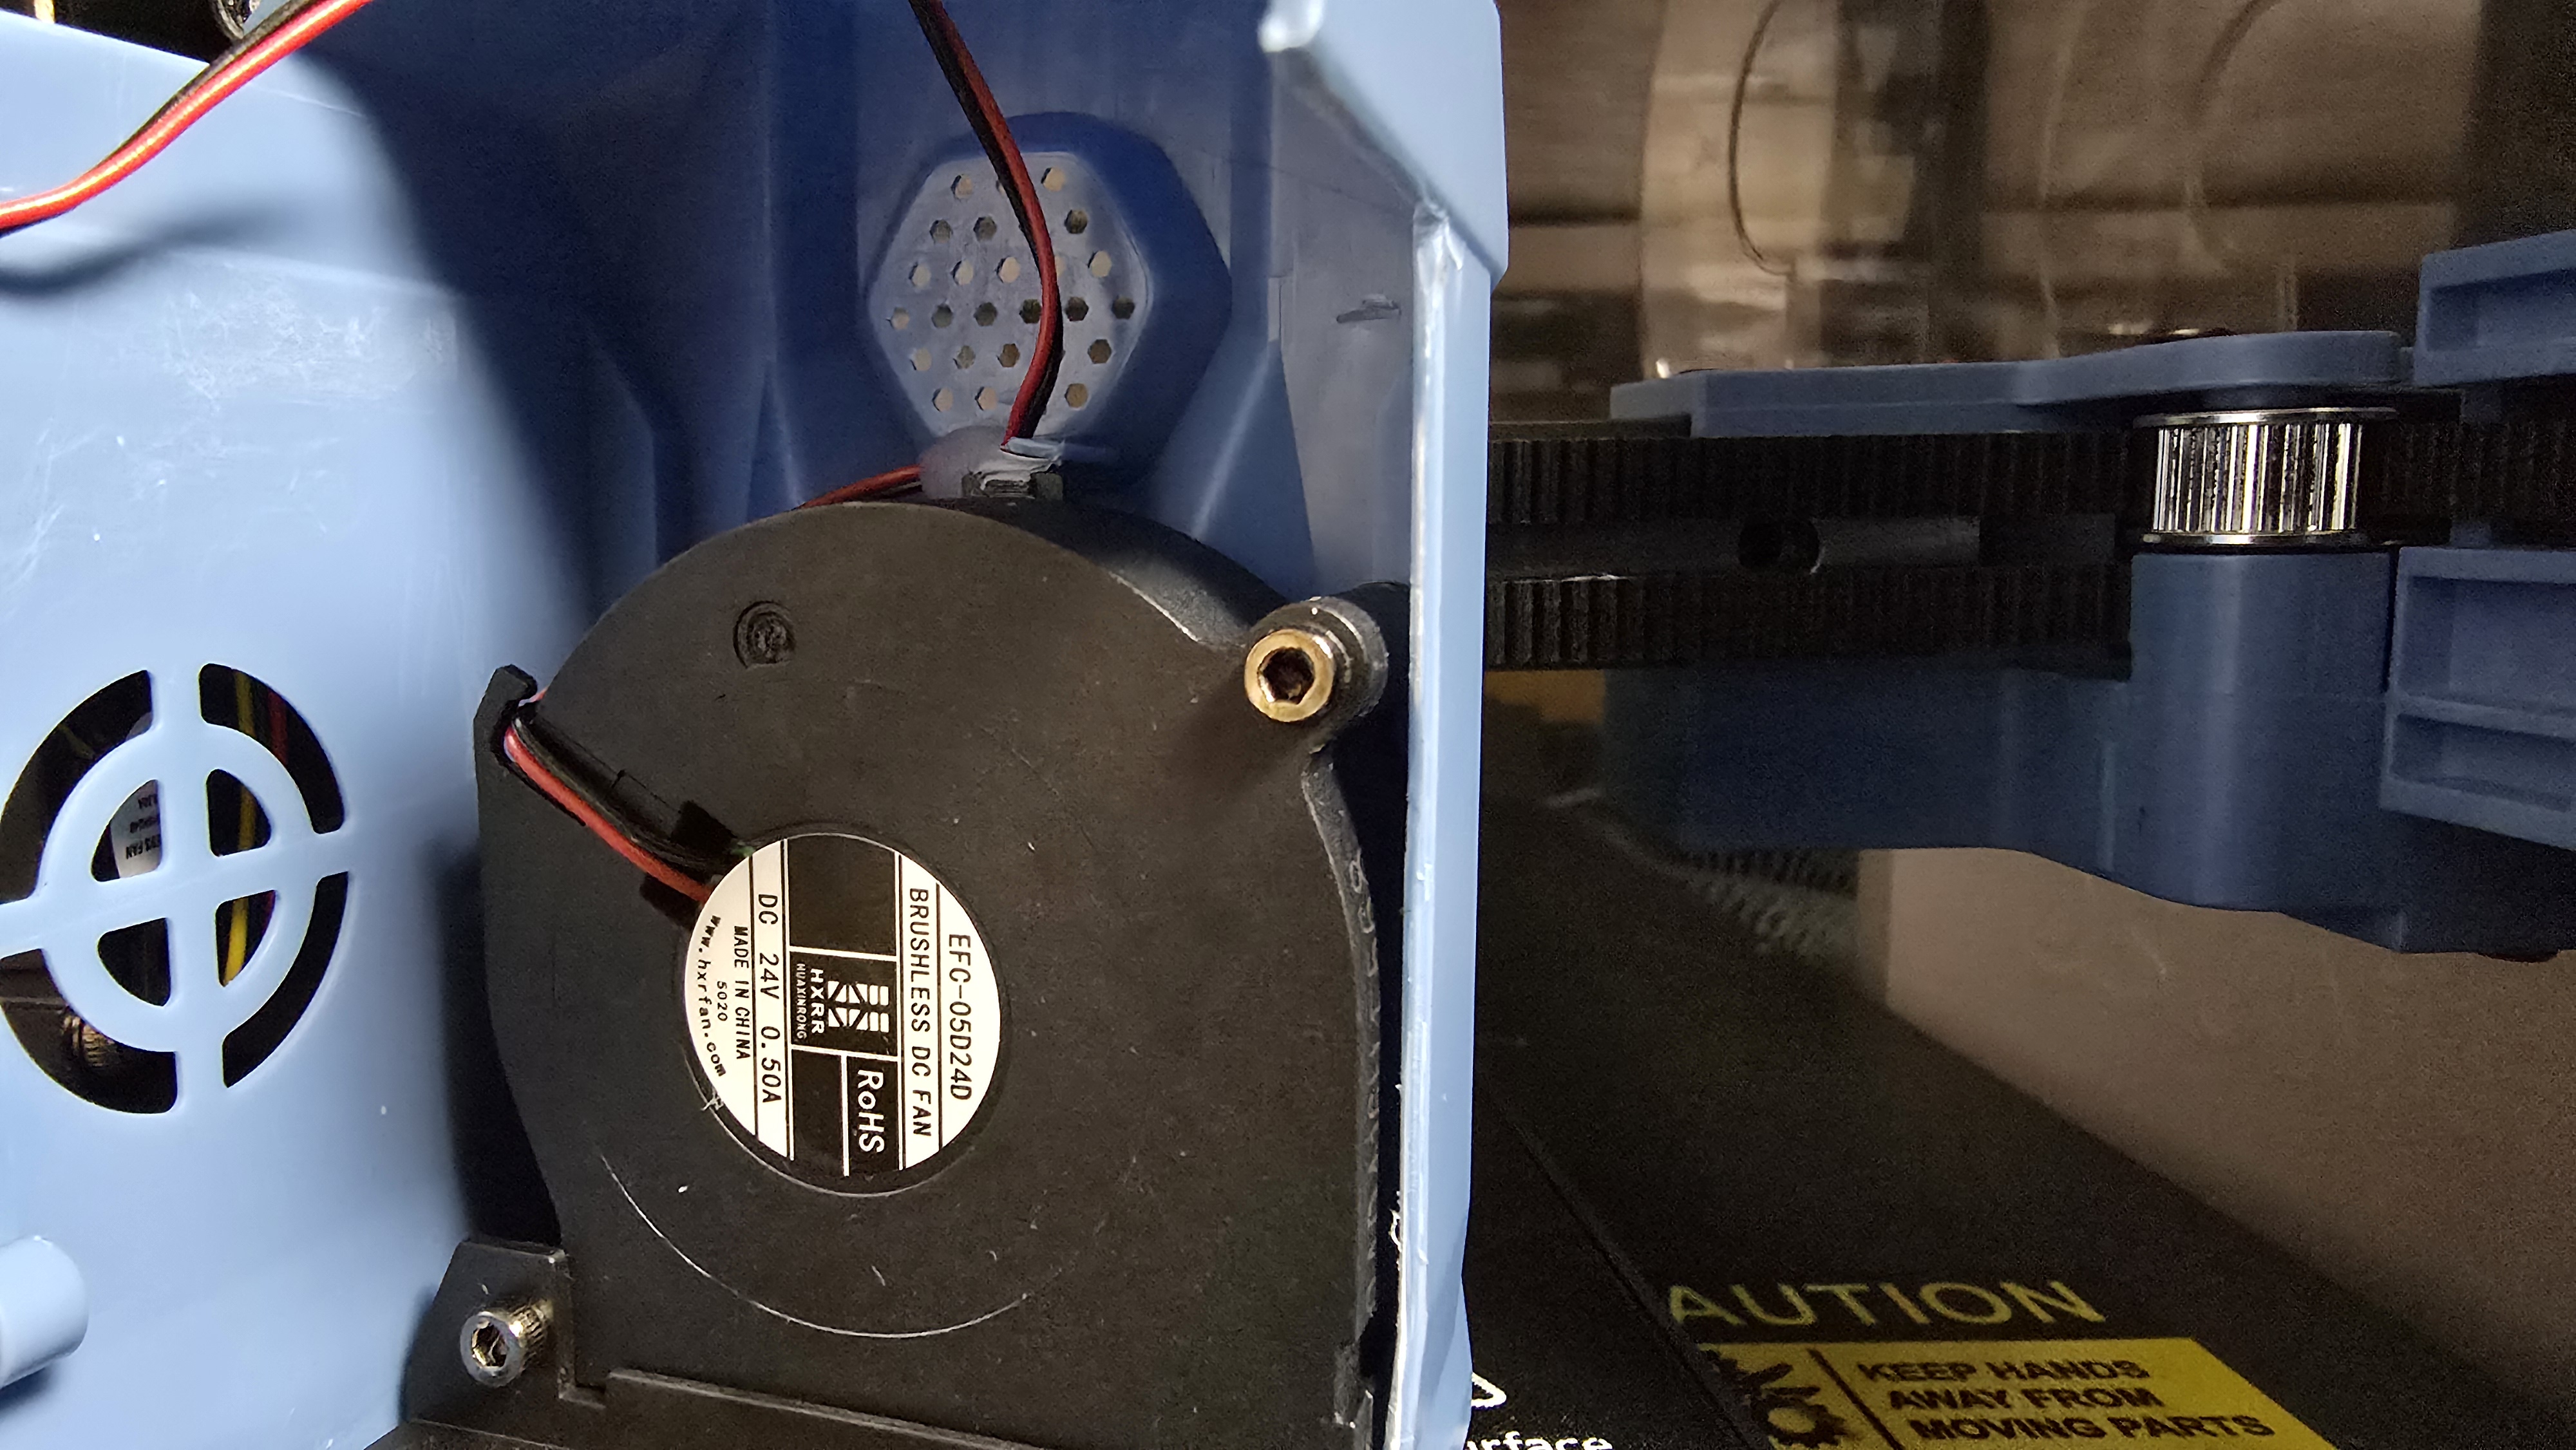 EFC-05D24D
BRUSHLESS DC FAN
RoHS
HXRR
HUAXINRONG
DC 24V 0.50A
MADE IN CHINA
5020
www.hxrfan.com
AUTION
KEEP HANDS
AWAY FROM
MOVING PARTS
urface